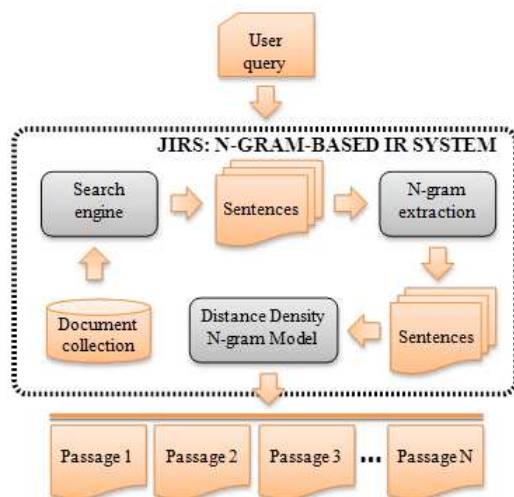 User
query
JIRS: N-GRAM-BASED IR SYSTEM
Search
engine
Sentences
N-gram
extraction
Document
collection
Distance Density
N-gram Model
Sentences
Passage 1
Passage 2
Passage 3
...
Passage N